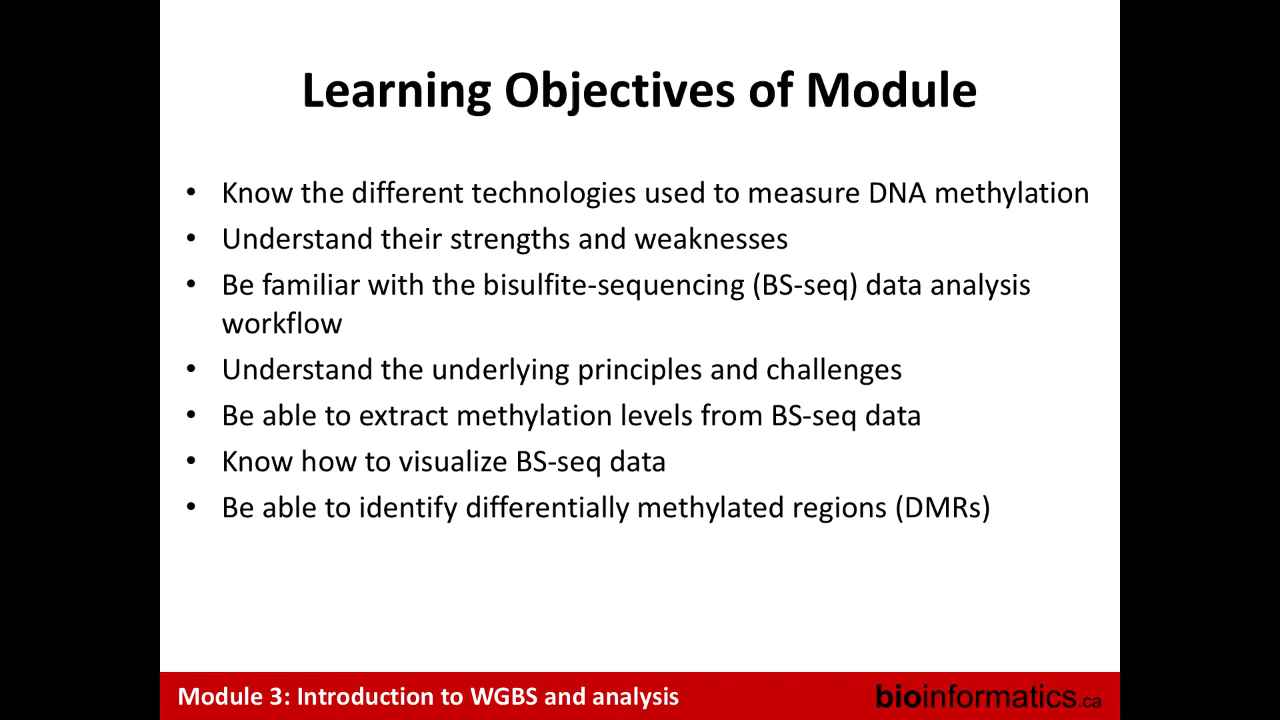 Learning Objectives of Module
• Know the different technologies used to measure DNA methylation
• Understand their strengths and weaknesses
• Be familiar with the bisulfite-sequencing (BS-seq) data analysis
workflow
• Understand the underlying principles and challenges
• Be able to extract methylation levels from BS-seq data
• Know how to visualize BS-seq data
• Be able to identify differentially methylated regions (DMRs)
Module 3: Introduction to WGBS and analysis
bioinformatics.ca